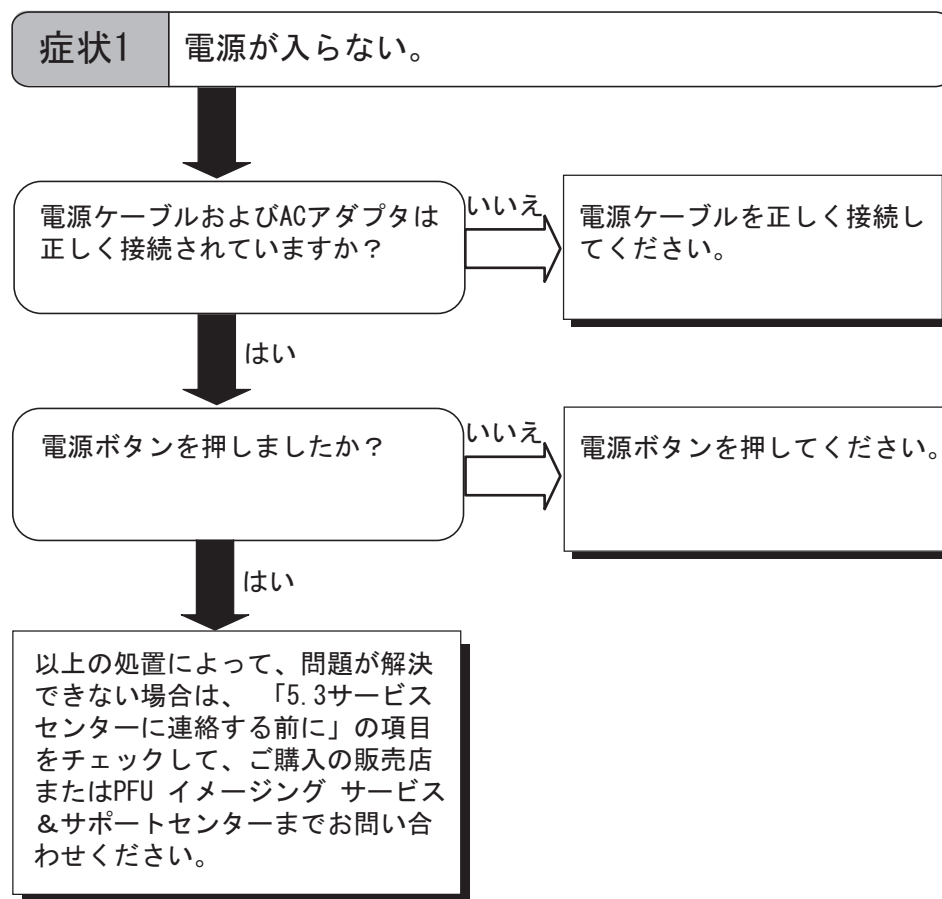 症状1 電源が入らない。
電源ケーブルおよびACアダプタは
正しく接続されていますか？
いいえ
電源ケーブルを正しく接続し
てください。
はい
電源ボタンを押しましたか？
いいえ
電源ボタンを押してください。
はい
以上の処置によって、問題が解決
できない場合は、 「5.3サービス
センターに連絡する前に」の項目
をチェックして、ご購入の販売店
またはPFU イメージング サービス
＆サポートセンターまでお問い合
わせください。